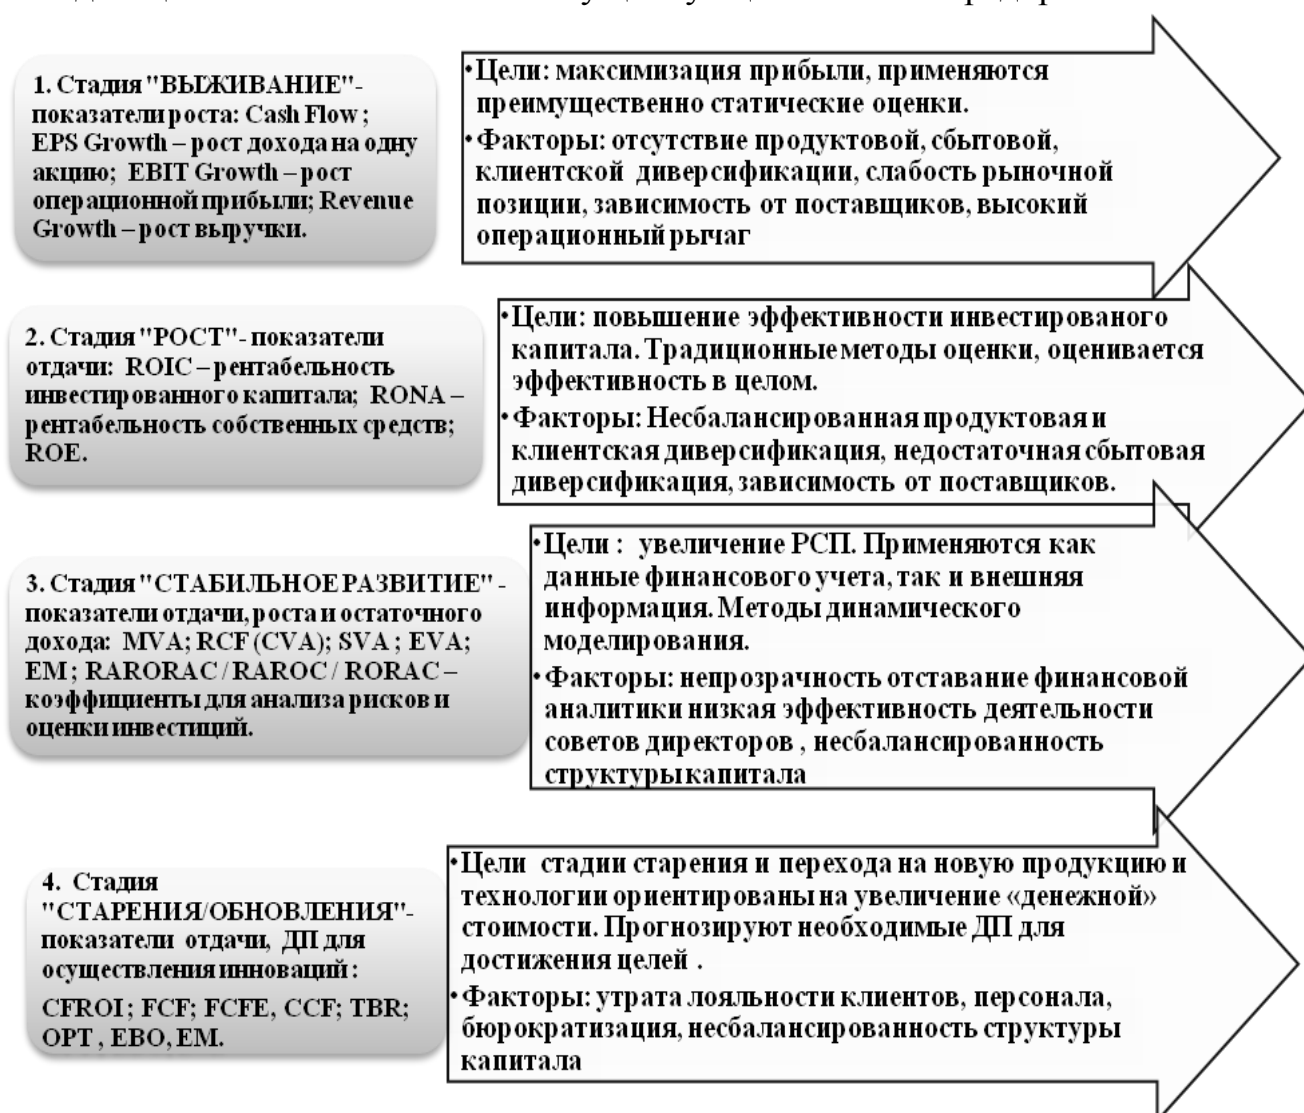 1. Стадия "ВЫЖИВАНИЕ"-
показатели роста: Cash Flow ;
EPS Growth – рост дохода на одну
акцию; EBIT Growth – рост
операционной прибыли; Revenue
Growth – рост выручки.
•Цели: максимизация прибыли, применяются
преимущественно статические оценки.
•Факторы: отсутствие продуктовой, сбытовой,
клиентской диверсификации, слабость рыночной
позиции, зависимость от поставщиков, высокий
операционный рычаг
2. Стадия "РОСТ"- показатели
отдачи: ROIC – рентабельность
инвестированного капитала; RONA –
рентабельность собственных средств;
ROE.
•Цели: повышение эффективности инвестированого
капитала. Традиционные методы оценки, оценивается
эффективность в целом.
•Факторы: Несбалансированная продуктовая и
клиентская диверсификация, недостаточная сбытовая
диверсификация, зависимость от поставщиков.
3. Стадия "СТАБИЛЬНОЕ РАЗВИТИЕ" -
показатели отдачи, роста и остаточного
дохода: MVA; RCF (CVA); SVA ; EVA;
EM ; RARORAC / RAROC / RORAC –
коэффициенты для анализа рисков и
оценки инвестиций.
•Цели : увеличение РСП. Применяются как
данные финансового учета, так и внешняя
информация. Методы динамического
моделирования.
•Факторы: непрозрачность отставание финансовой
аналитики низкая эффективность деятельности
советов директоров , несбалансированность
структуры капитала
4. Стадия
"СТАРЕНИЯ/ОБНОВЛЕНИЯ"-
показатели отдачи, ДП для
осуществления инноваций :
CFROI ; FCF; FCFE, CCF; TBR;
OPT , EBO, EM.
•Цели стадии старения и перехода на новую продукцию и
технологии ориентированы на увеличение «денежной»
стоимости. Прогнозируют необходимые ДП для
достижения целей .
•Факторы: утрата лояльности клиентов, персонала,
бюрократизация, несбалансированность структуры
капитала